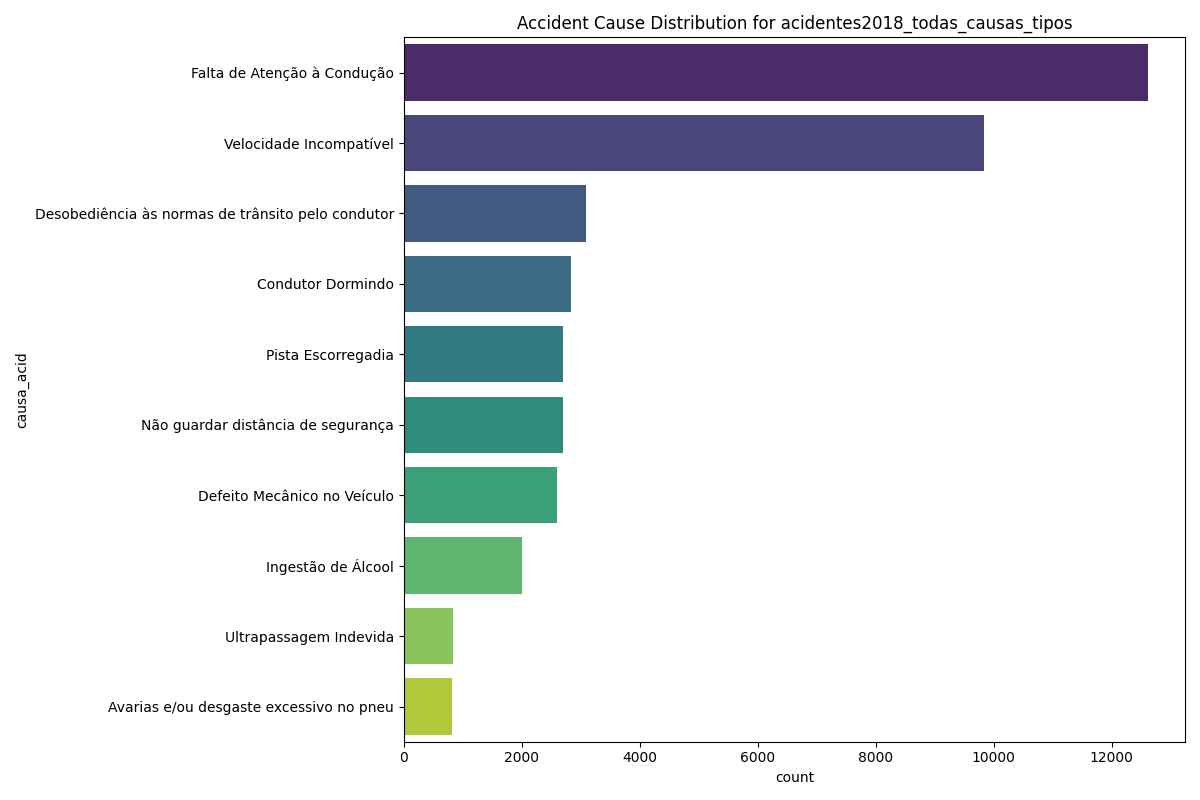 Accident Cause Distribution for acidentes2018_todas_causas_tipos
causa_acid
Falta de Atenção à Condução
Velocidade Incompatível
Desobediência às normas de trânsito pelo condutor
Condutor Dormindo
Pista Escorregadia
Não guardar distância de segurança
Defeito Mecânico no Veículo
Ingestão de Álcool
Ultrapassagem Indevida
Avarias e/ou desgaste excessivo no pneu
0 2000 4000 6000 8000 10000 12000
count